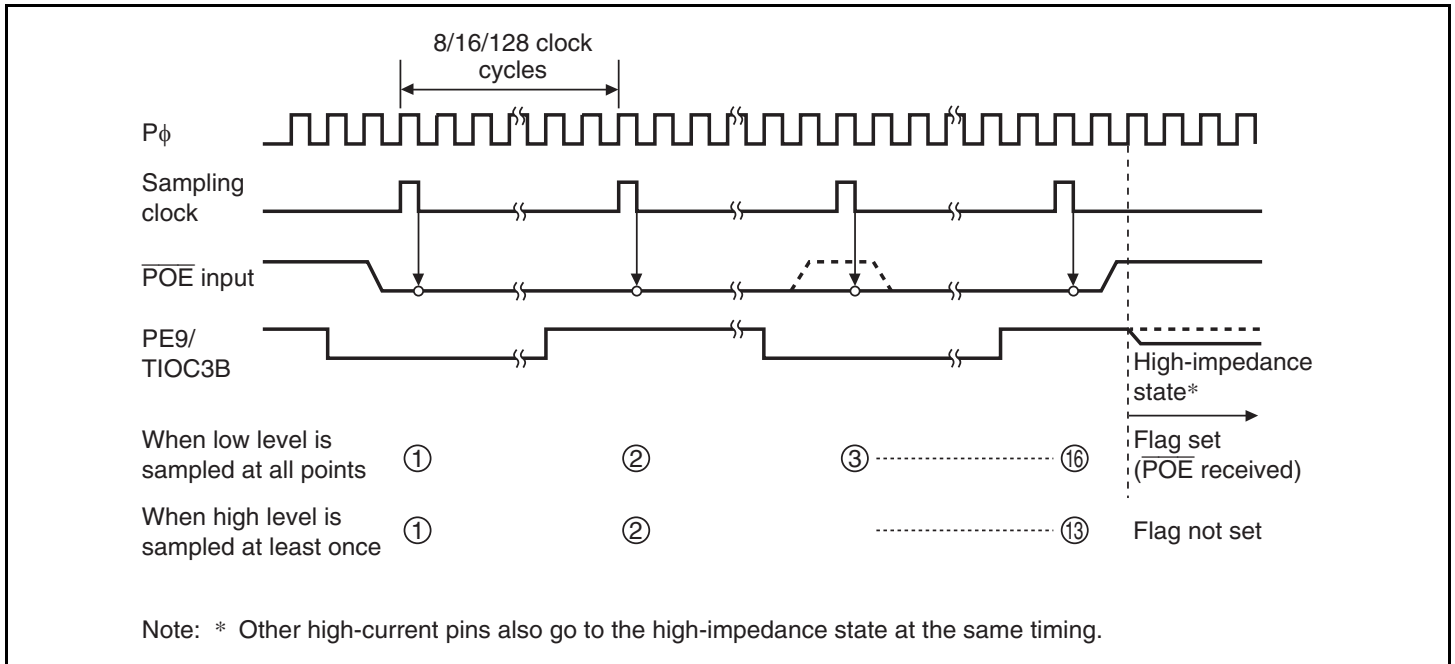 8/16/128 clock
cycles
Pϕ
Sampling
clock
P̅O̅E̅ input
PE9/
TIOC3B
High-impedance
state*
When low level is
sampled at all points
① ② ③ ⑯
Flag set
(P̅O̅E̅ received)
When high level is
sampled at least once
① ② ⑬
Flag not set
Note: * Other high-current pins also go to the high-impedance state at the same timing.